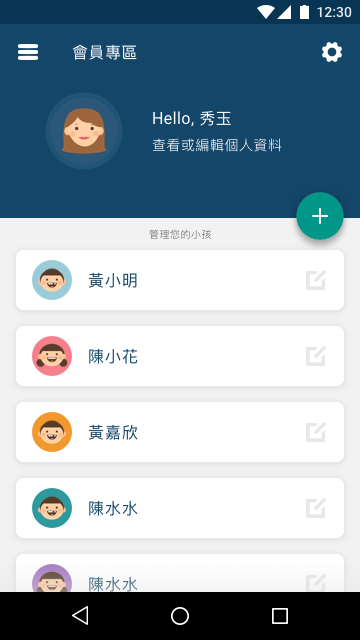 12:30
會員專區
Hello, 秀玉
查看或編輯個人資料
管理您的小孩
黃小明
陳小花
黃嘉欣
陳水水
陳水水